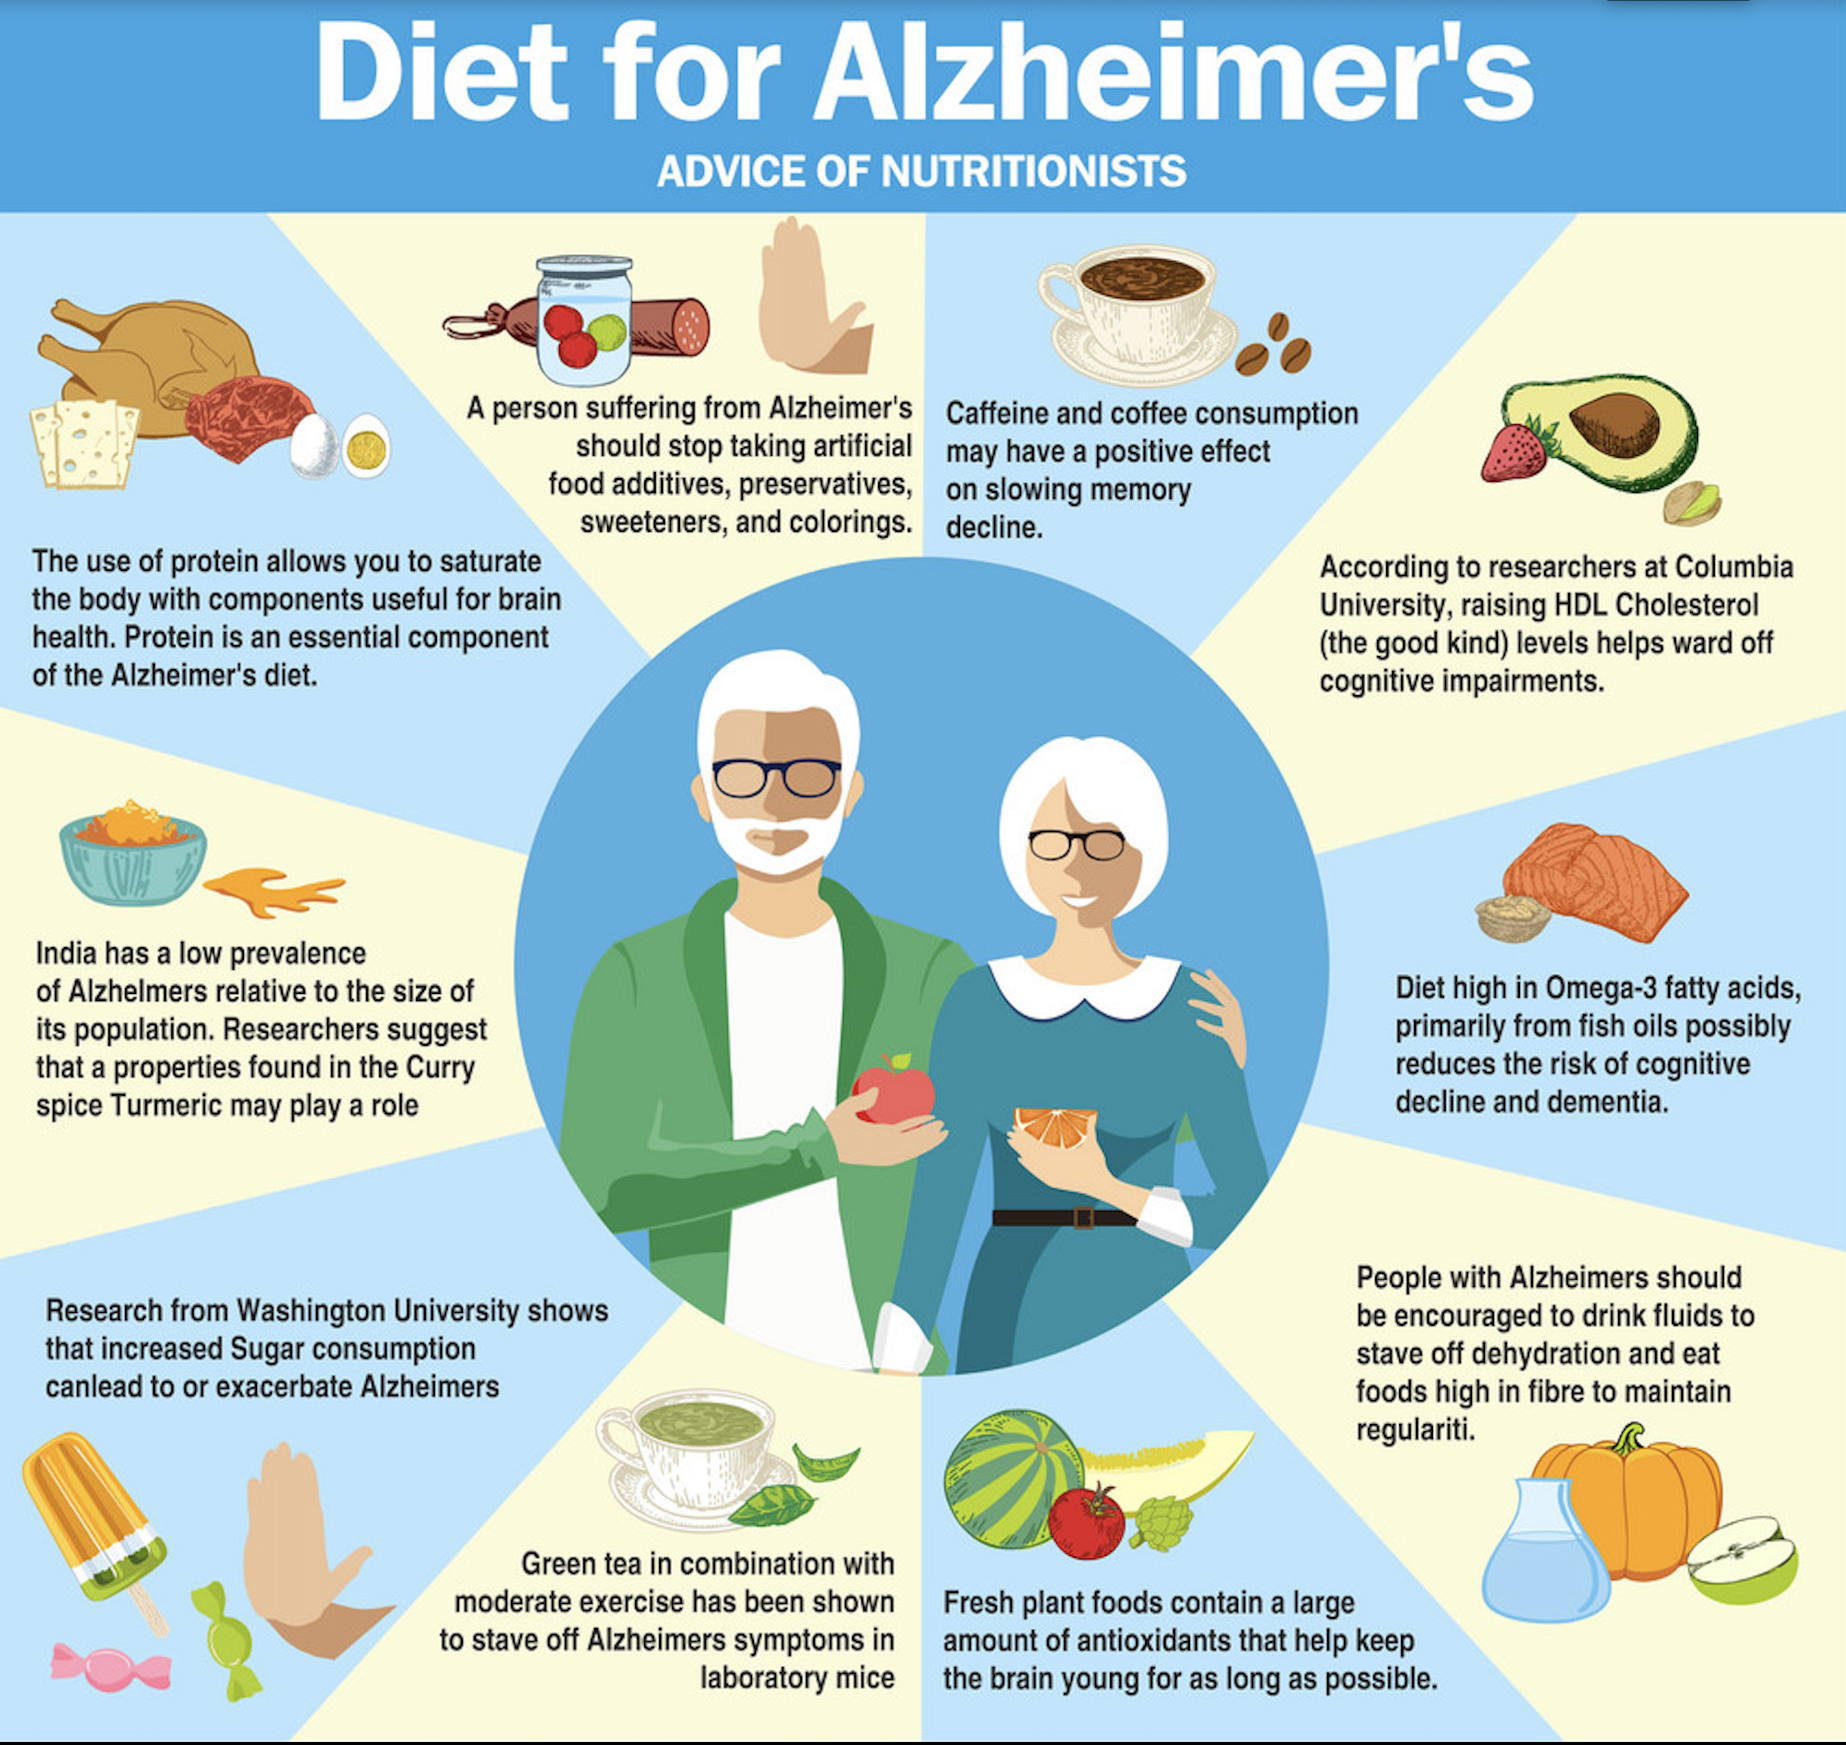 Diet for Alzheimer's
ADVICE OF NUTRITIONISTS
The use of protein allows you to saturate
the body with components useful for brain
health. Protein is an essential component
of the Alzheimer's diet.
A person suffering from Alzheimer's
should stop taking artificial
food additives, preservatives,
sweeteners, and colorings.
Caffeine and coffee consumption
may have a positive effect
on slowing memory
decline.
According to researchers at Columbia
University, raising HDL Cholesterol
(the good kind) levels helps ward off
cognitive impairments.
India has a low prevalence
of Alzhelmers relative to the size of
its population. Researchers suggest
that a properties found in the Curry
spice Turmeric may play a role
Diet high in Omega-3 fatty acids,
primarily from fish oils possibly
reduces the risk of cognitive
decline and dementia.
Research from Washington University shows
that increased Sugar consumption
canlead to or exacerbate Alzheimers
People with Alzheimers should
be encouraged to drink fluids to
stave off dehydration and eat
foods high in fibre to maintain
regulariti.
Green tea in combination with
moderate exercise has been shown
to stave off Alzheimers symptoms in
laboratory mice
Fresh plant foods contain a large
amount of antioxidants that help keep
the brain young for as long as possible.